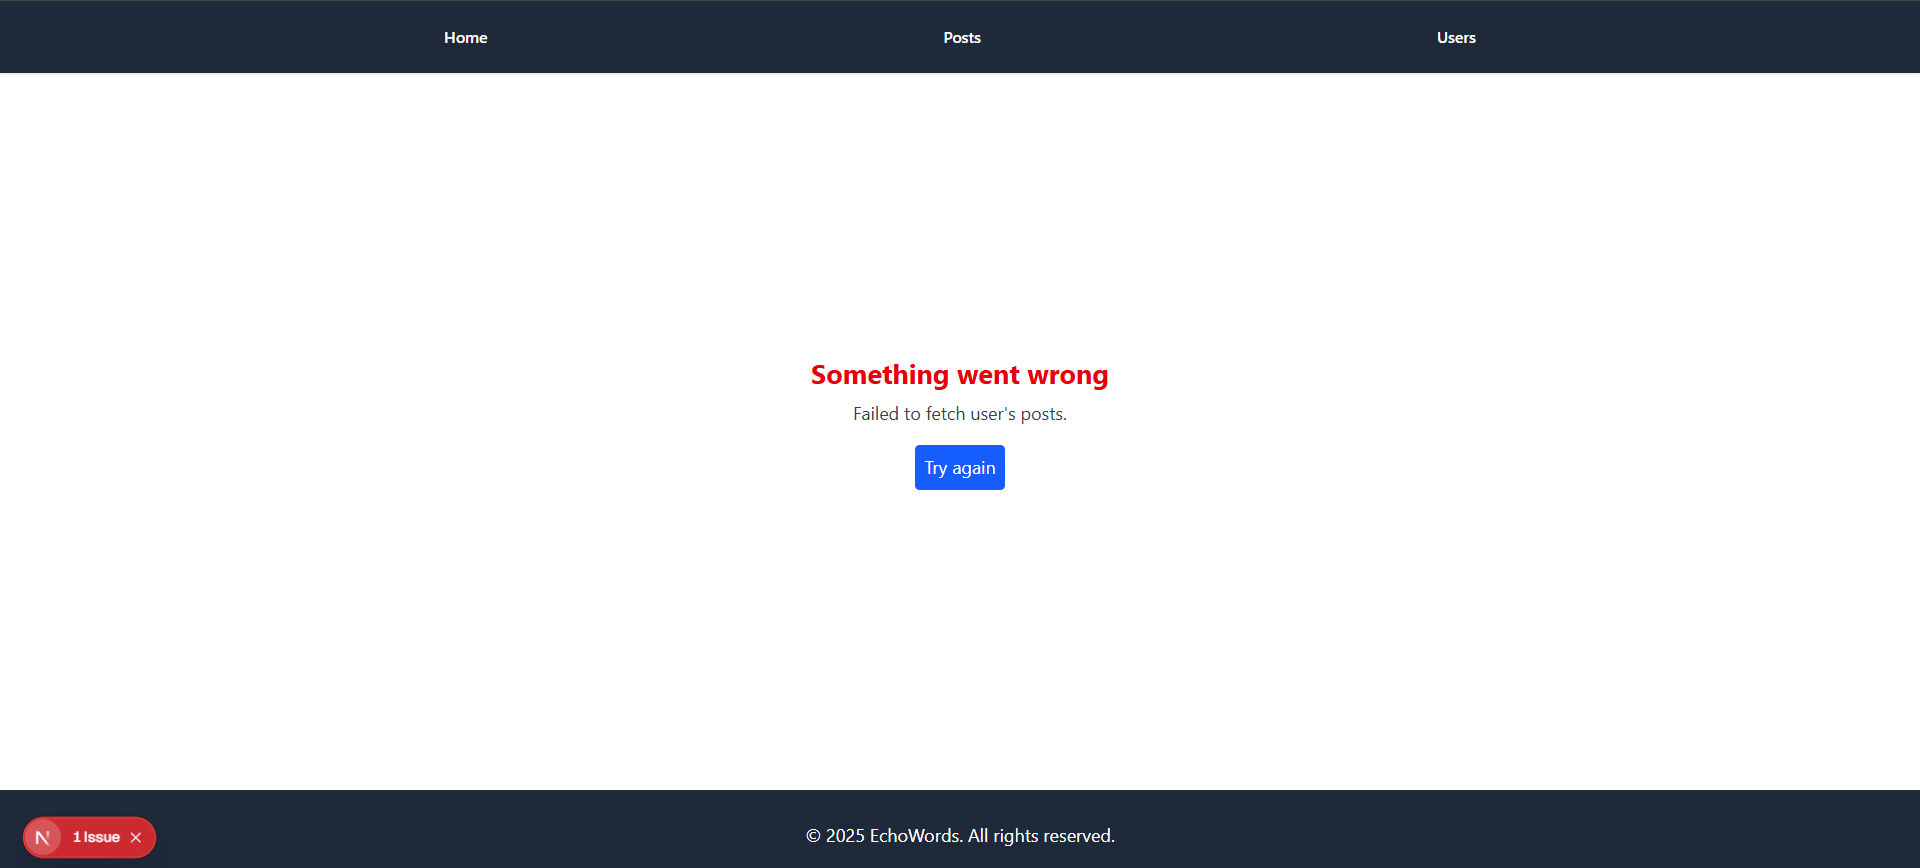 Home Posts Users
Something went wrong
Failed to fetch user's posts.
Try again
N 1 Issue ×
© 2025 EchoWords. All rights reserved.